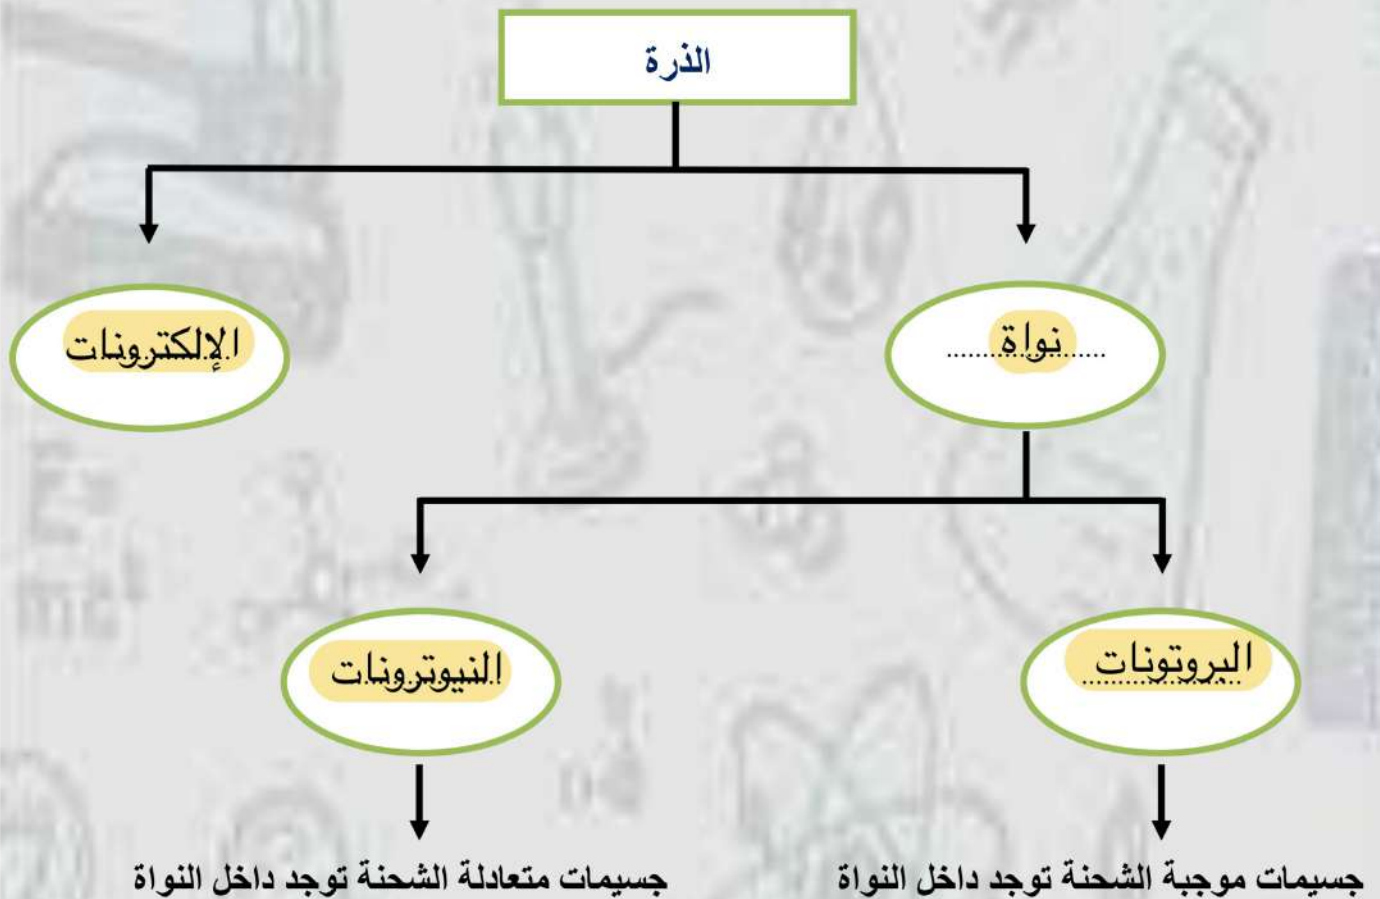 الذرة
نواة
الإلكترونات
البروتونات
النيوترونات
جسيمات موجبة الشحنة توجد داخل النواة
جسيمات متعادلة الشحنة توجد داخل النواة